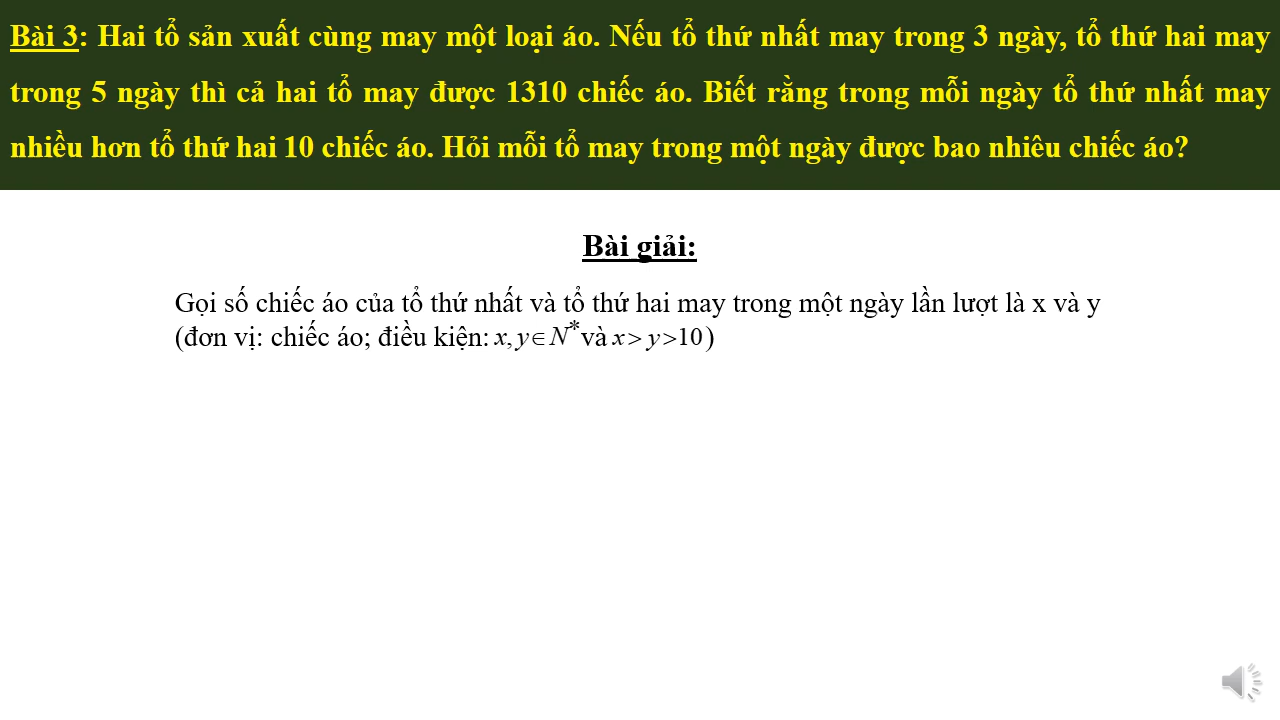 Bài 3: Hai tổ sản xuất cùng may một loại áo. Nếu tổ thứ nhất may trong 3 ngày, tổ thứ hai may
trong 5 ngày thì cả hai tổ may được 1310 chiếc áo. Biết rằng trong mỗi ngày tổ thứ nhất may
nhiều hơn tổ thứ hai 10 chiếc áo. Hỏi mỗi tổ may trong một ngày được bao nhiêu chiếc áo?
Bài giải:
Gọi số chiếc áo của tổ thứ nhất và tổ thứ hai may trong một ngày lần lượt là x và y
(đơn vị: chiếc áo; điều kiện: x, y ∈ N* và x > y > 10)